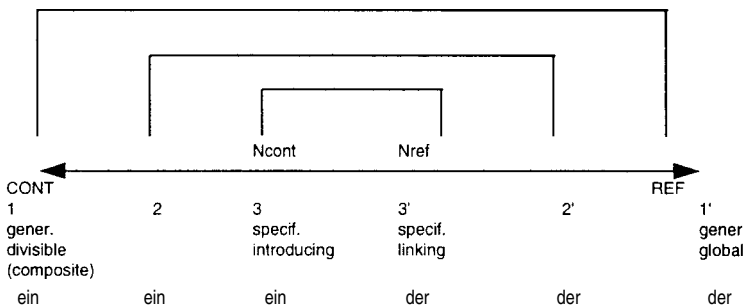 Ncont Nref
CONT REF
1 2 3 3' 2' 1'
gener. specif. specif. gener
divisible introducing linking global
(composite)
ein ein ein der der der